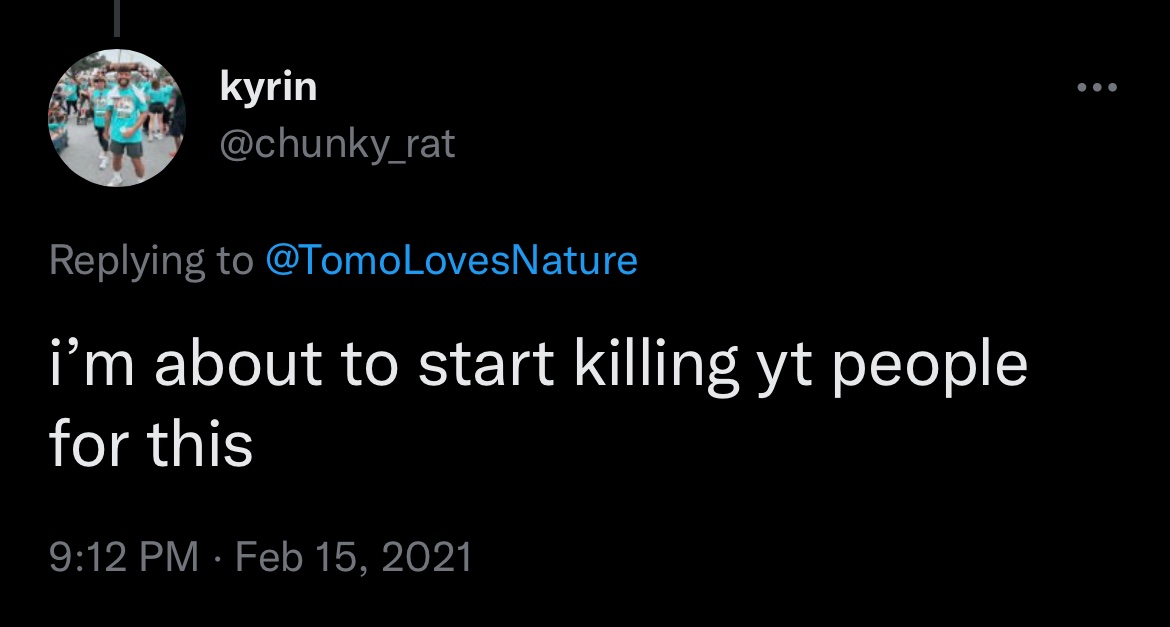 kyrin
@chunky_rat
Replying to @TomoLovesNature
i’m about to start killing yt people
for this
9:12 PM · Feb 15, 2021